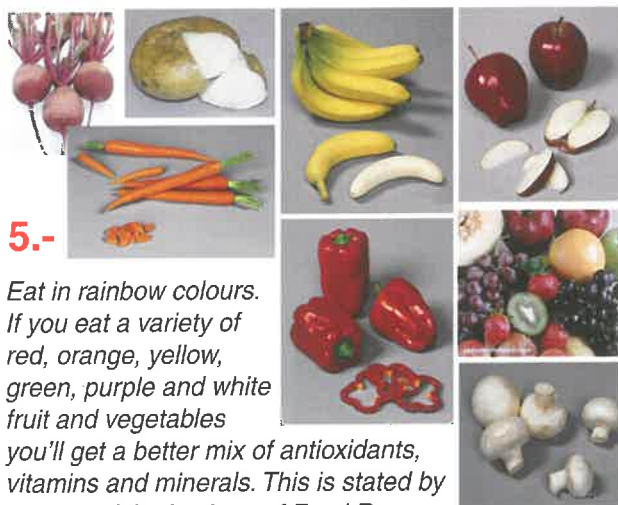 5.-
Eat in rainbow colours.
If you eat a variety of
red, orange, yellow,
green, purple and white
fruit and vegetables
you'll get a better mix of antioxidants,
vitamins and minerals. This is stated by